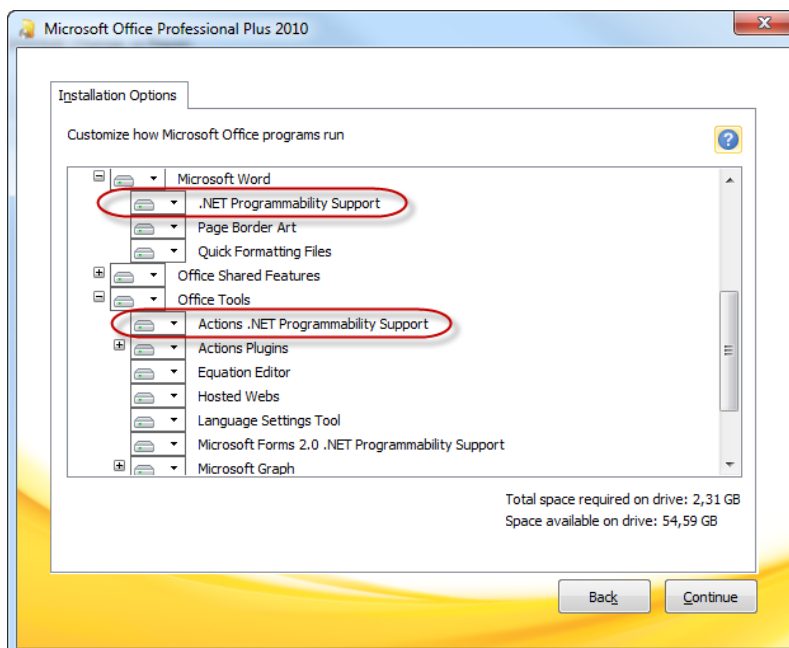 Microsoft Office Professional Plus 2010
Installation Options
Customize how Microsoft Office programs run
Microsoft Word
.NET Programmability Support
Page Border Art
Quick Formatting Files
Office Shared Features
Office Tools
Actions .NET Programmability Support
Actions Plugins
Equation Editor
Hosted Webs
Language Settings Tool
Microsoft Forms 2.0 .NET Programmability Support
Microsoft Graph
Total space required on drive: 2,31 GB
Space available on drive: 54,59 GB
Back
Continue